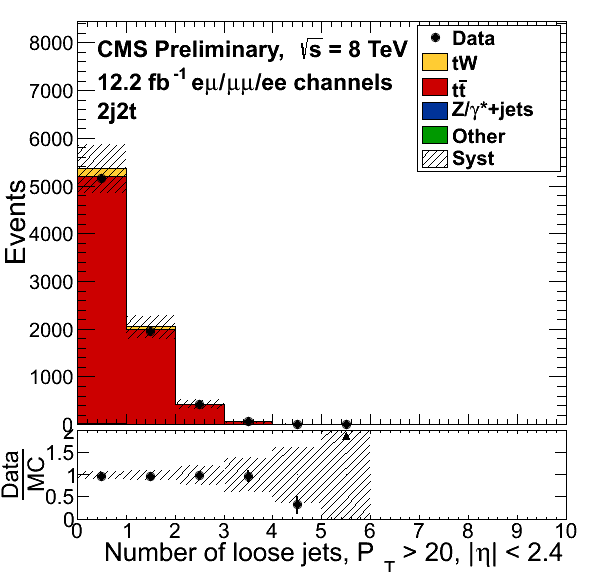 CMS Preliminary, √s = 8 TeV
12.2 fb⁻¹ eμ/μμ/ee channels
2j2t
Data
tW
tt̄
Z/γ*+jets
Other
Syst
Events
8000
7000
6000
5000
4000
3000
2000
1000
0
Data
MC
2
1.5
1
0.5
0
0 1 2 3 4 5 6 7 8 9 10
Number of loose jets, P_T > 20, |η| < 2.4